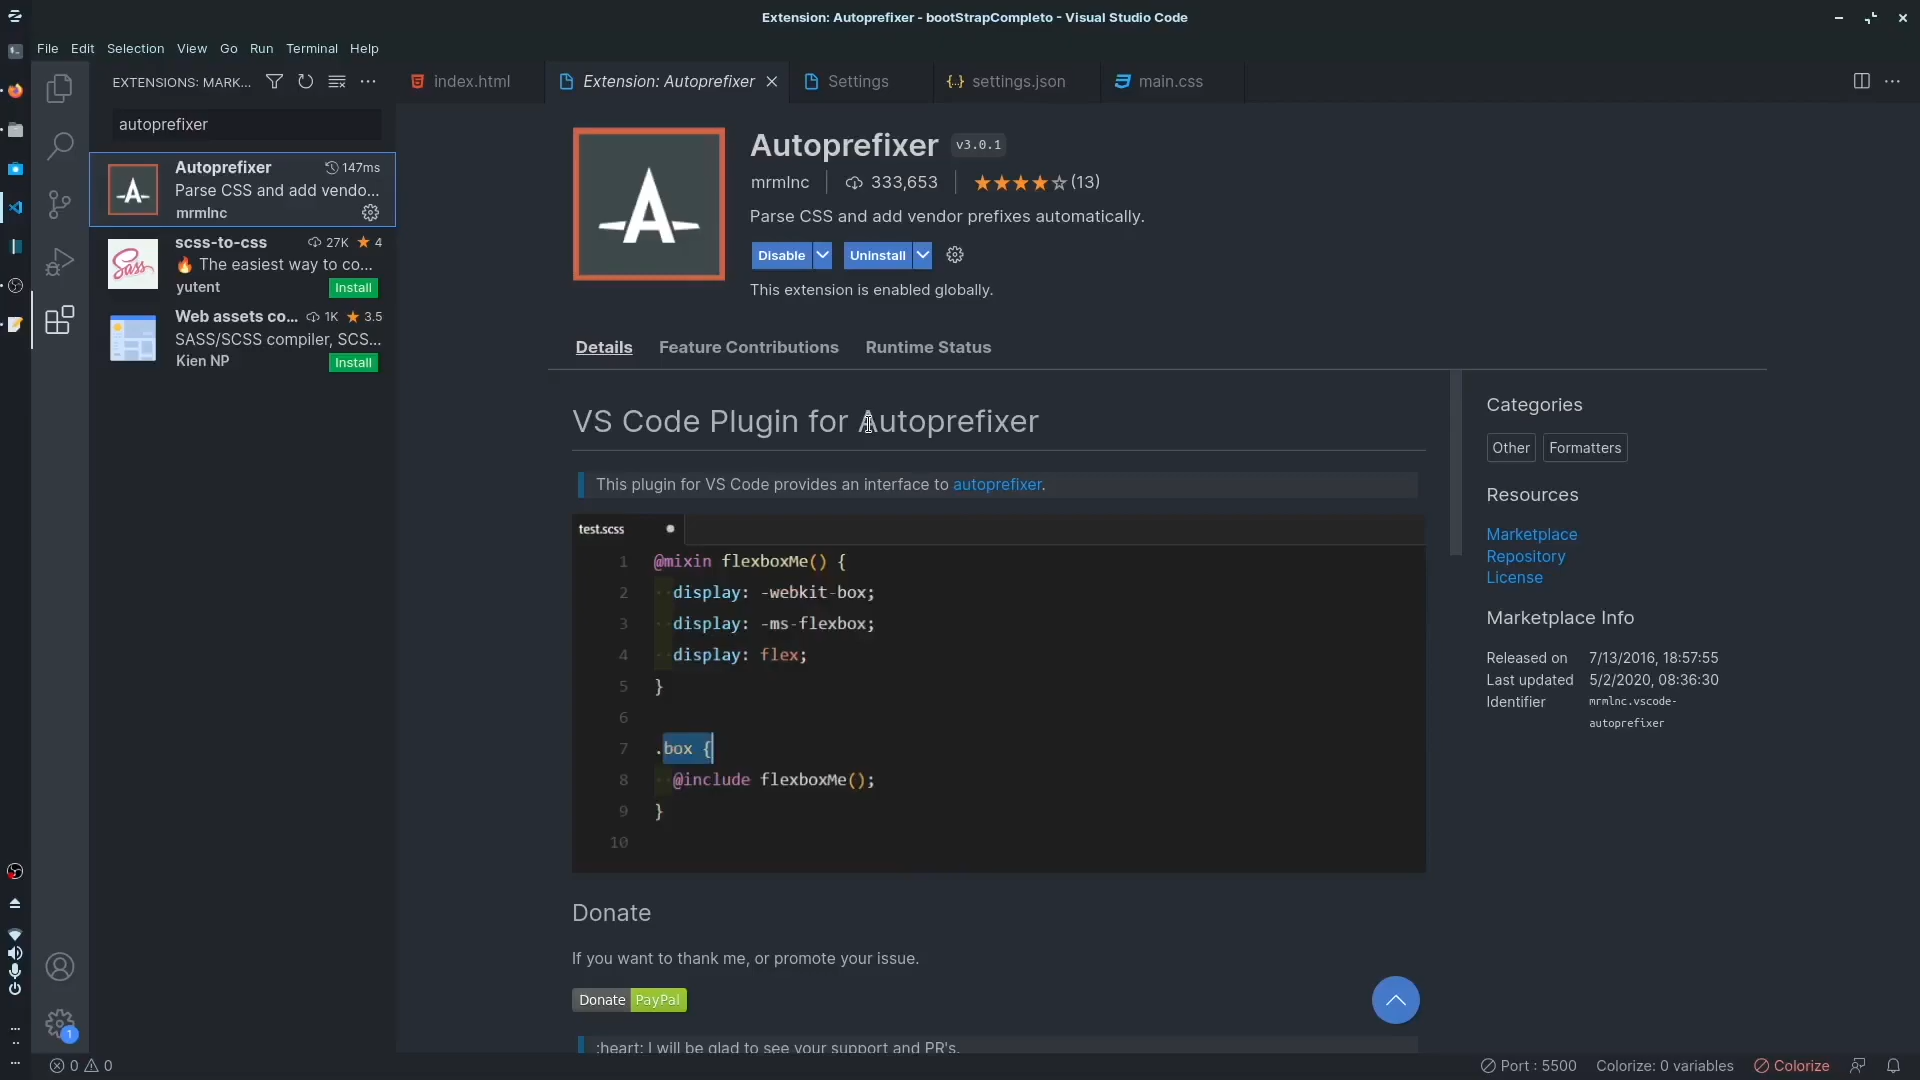 Extension: Autoprefixer - bootStrapCompleto - Visual Studio Code
File Edit Selection View Go Run Terminal Help
EXTENSIONS: MARK...
index.html
Extension: Autoprefixer
Settings
settings.json
main.css
autoprefixer
Autoprefixer 147ms
Parse CSS and add vendo...
mrmlnc
scss-to-css 27K ★ 4
🔥 The easiest way to co...
yutent Install
Web assets co... 1K ★ 3.5
SASS/SCSS compiler, SCS...
Kien NP Install
Autoprefixer v3.0.1
mrmlnc 333,653 ★★★★☆(13)
Parse CSS and add vendor prefixes automatically.
Disable Uninstall
This extension is enabled globally.
Details Feature Contributions Runtime Status
VS Code Plugin for Autoprefixer
This plugin for VS Code provides an interface to autoprefixer.
test.scss
1 @mixin flexboxMe() {
2 display: -webkit-box;
3 display: -ms-flexbox;
4 display: flex;
5 }
6
7 .box {
8 @include flexboxMe();
9 }
10
Donate
If you want to thank me, or promote your issue.
Donate PayPal
:heart: I will be glad to see your support and PR's.
Categories
Other Formatters
Resources
Marketplace
Repository
License
Marketplace Info
Released on 7/13/2016, 18:57:55
Last updated 5/2/2020, 08:36:30
Identifier mrmlnc.vscode-
autoprefixer
1
0 0 Port : 5500 Colorize: 0 variables Colorize